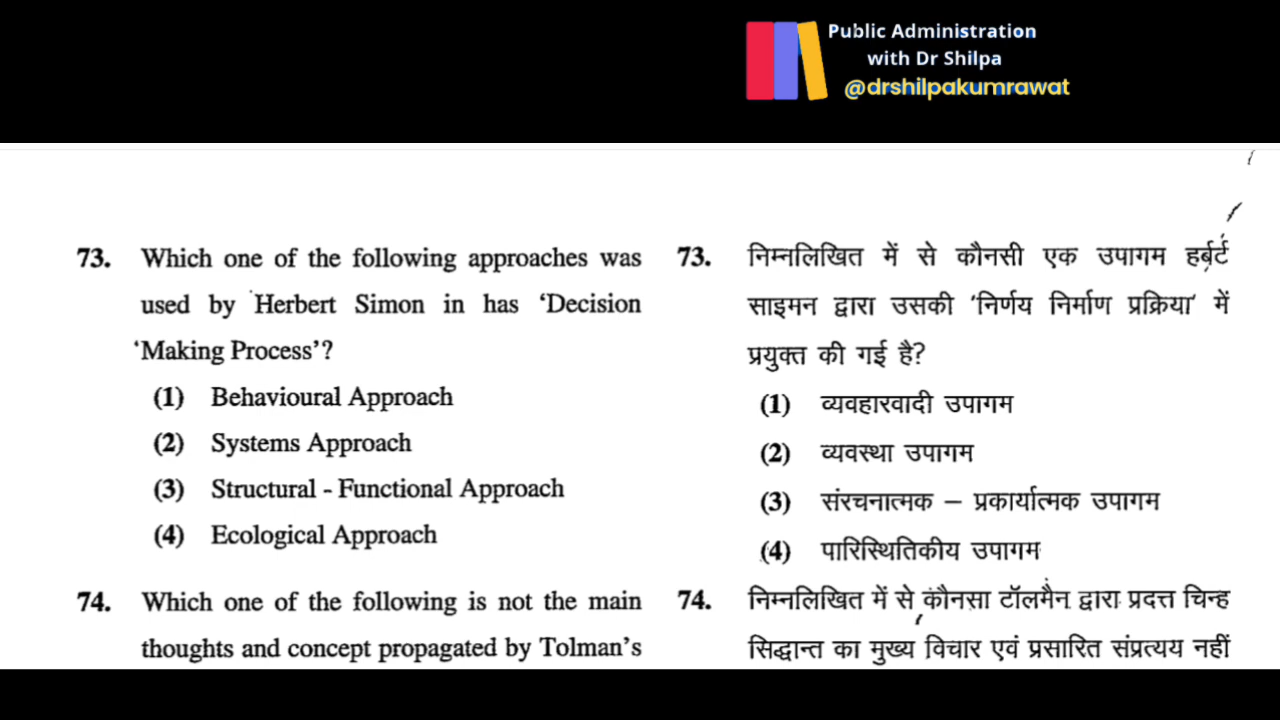 Public Administration
with Dr Shilpa
@drshilpakumrawat
73. Which one of the following approaches was
used by Herbert Simon in has ‘Decision
‘Making Process’?
(1) Behavioural Approach
(2) Systems Approach
(3) Structural - Functional Approach
(4) Ecological Approach
74. Which one of the following is not the main
thoughts and concept propagated by Tolman’s
73. निम्नलिखित में से कौनसी एक उपागम हर्बर्ट
साइमन द्वारा उसकी ‘निर्णय निर्माण प्रक्रिया’ में
प्रयुक्त की गई है?
(1) व्यवहारवादी उपागम
(2) व्यवस्था उपागम
(3) संरचनात्मक – प्रकार्यात्मक उपागम
(4) पारिस्थितिकीय उपागम
74. निम्नलिखित में से कौनसा टॉलमैन द्वारा प्रदत्त चिन्ह
सिद्धान्त का मुख्य विचार एवं प्रसारित संप्रत्यय नहीं